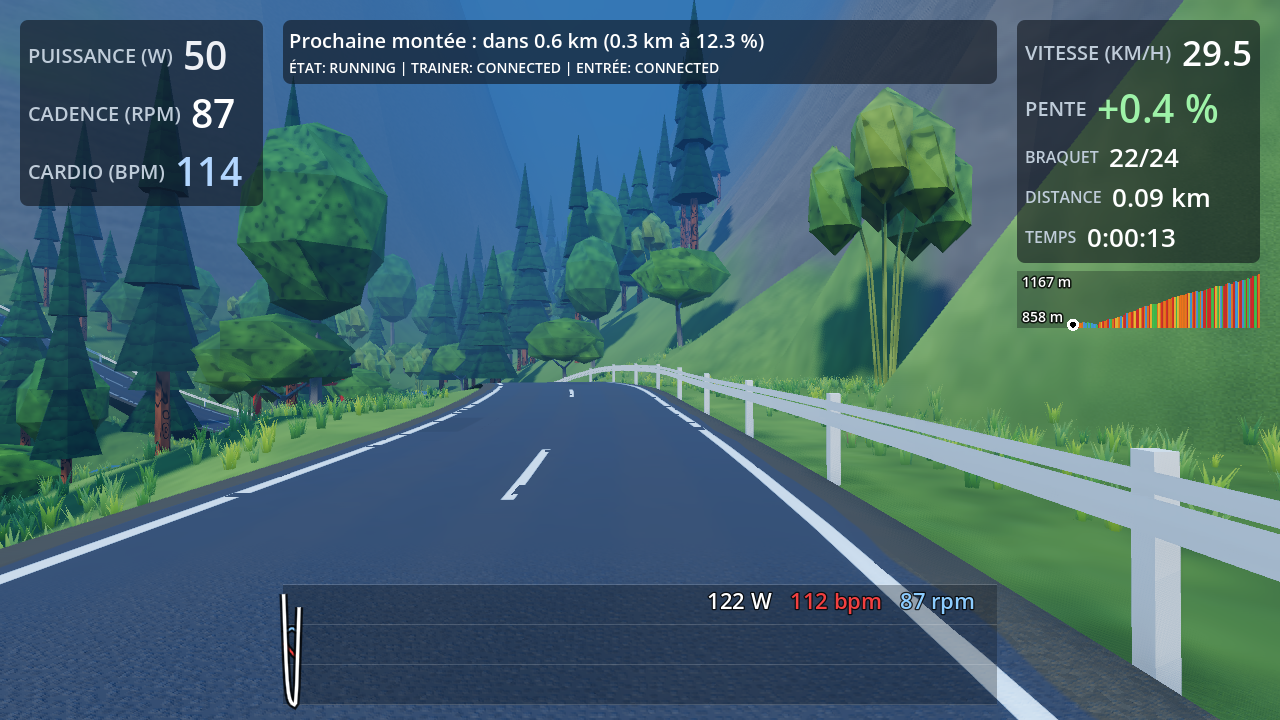 PUISSANCE (W) 50
CADENCE (RPM) 87
CARDIO (BPM) 114
Prochaine montée : dans 0.6 km (0.3 km à 12.3 %)
ÉTAT: RUNNING | TRAINER: CONNECTED | ENTRÉE: CONNECTED
VITESSE (KM/H) 29.5
PENTE +0.4 %
BRAQUET 22/24
DISTANCE 0.09 km
TEMPS 0:00:13
1167 m
858 m
122 W 112 bpm 87 rpm